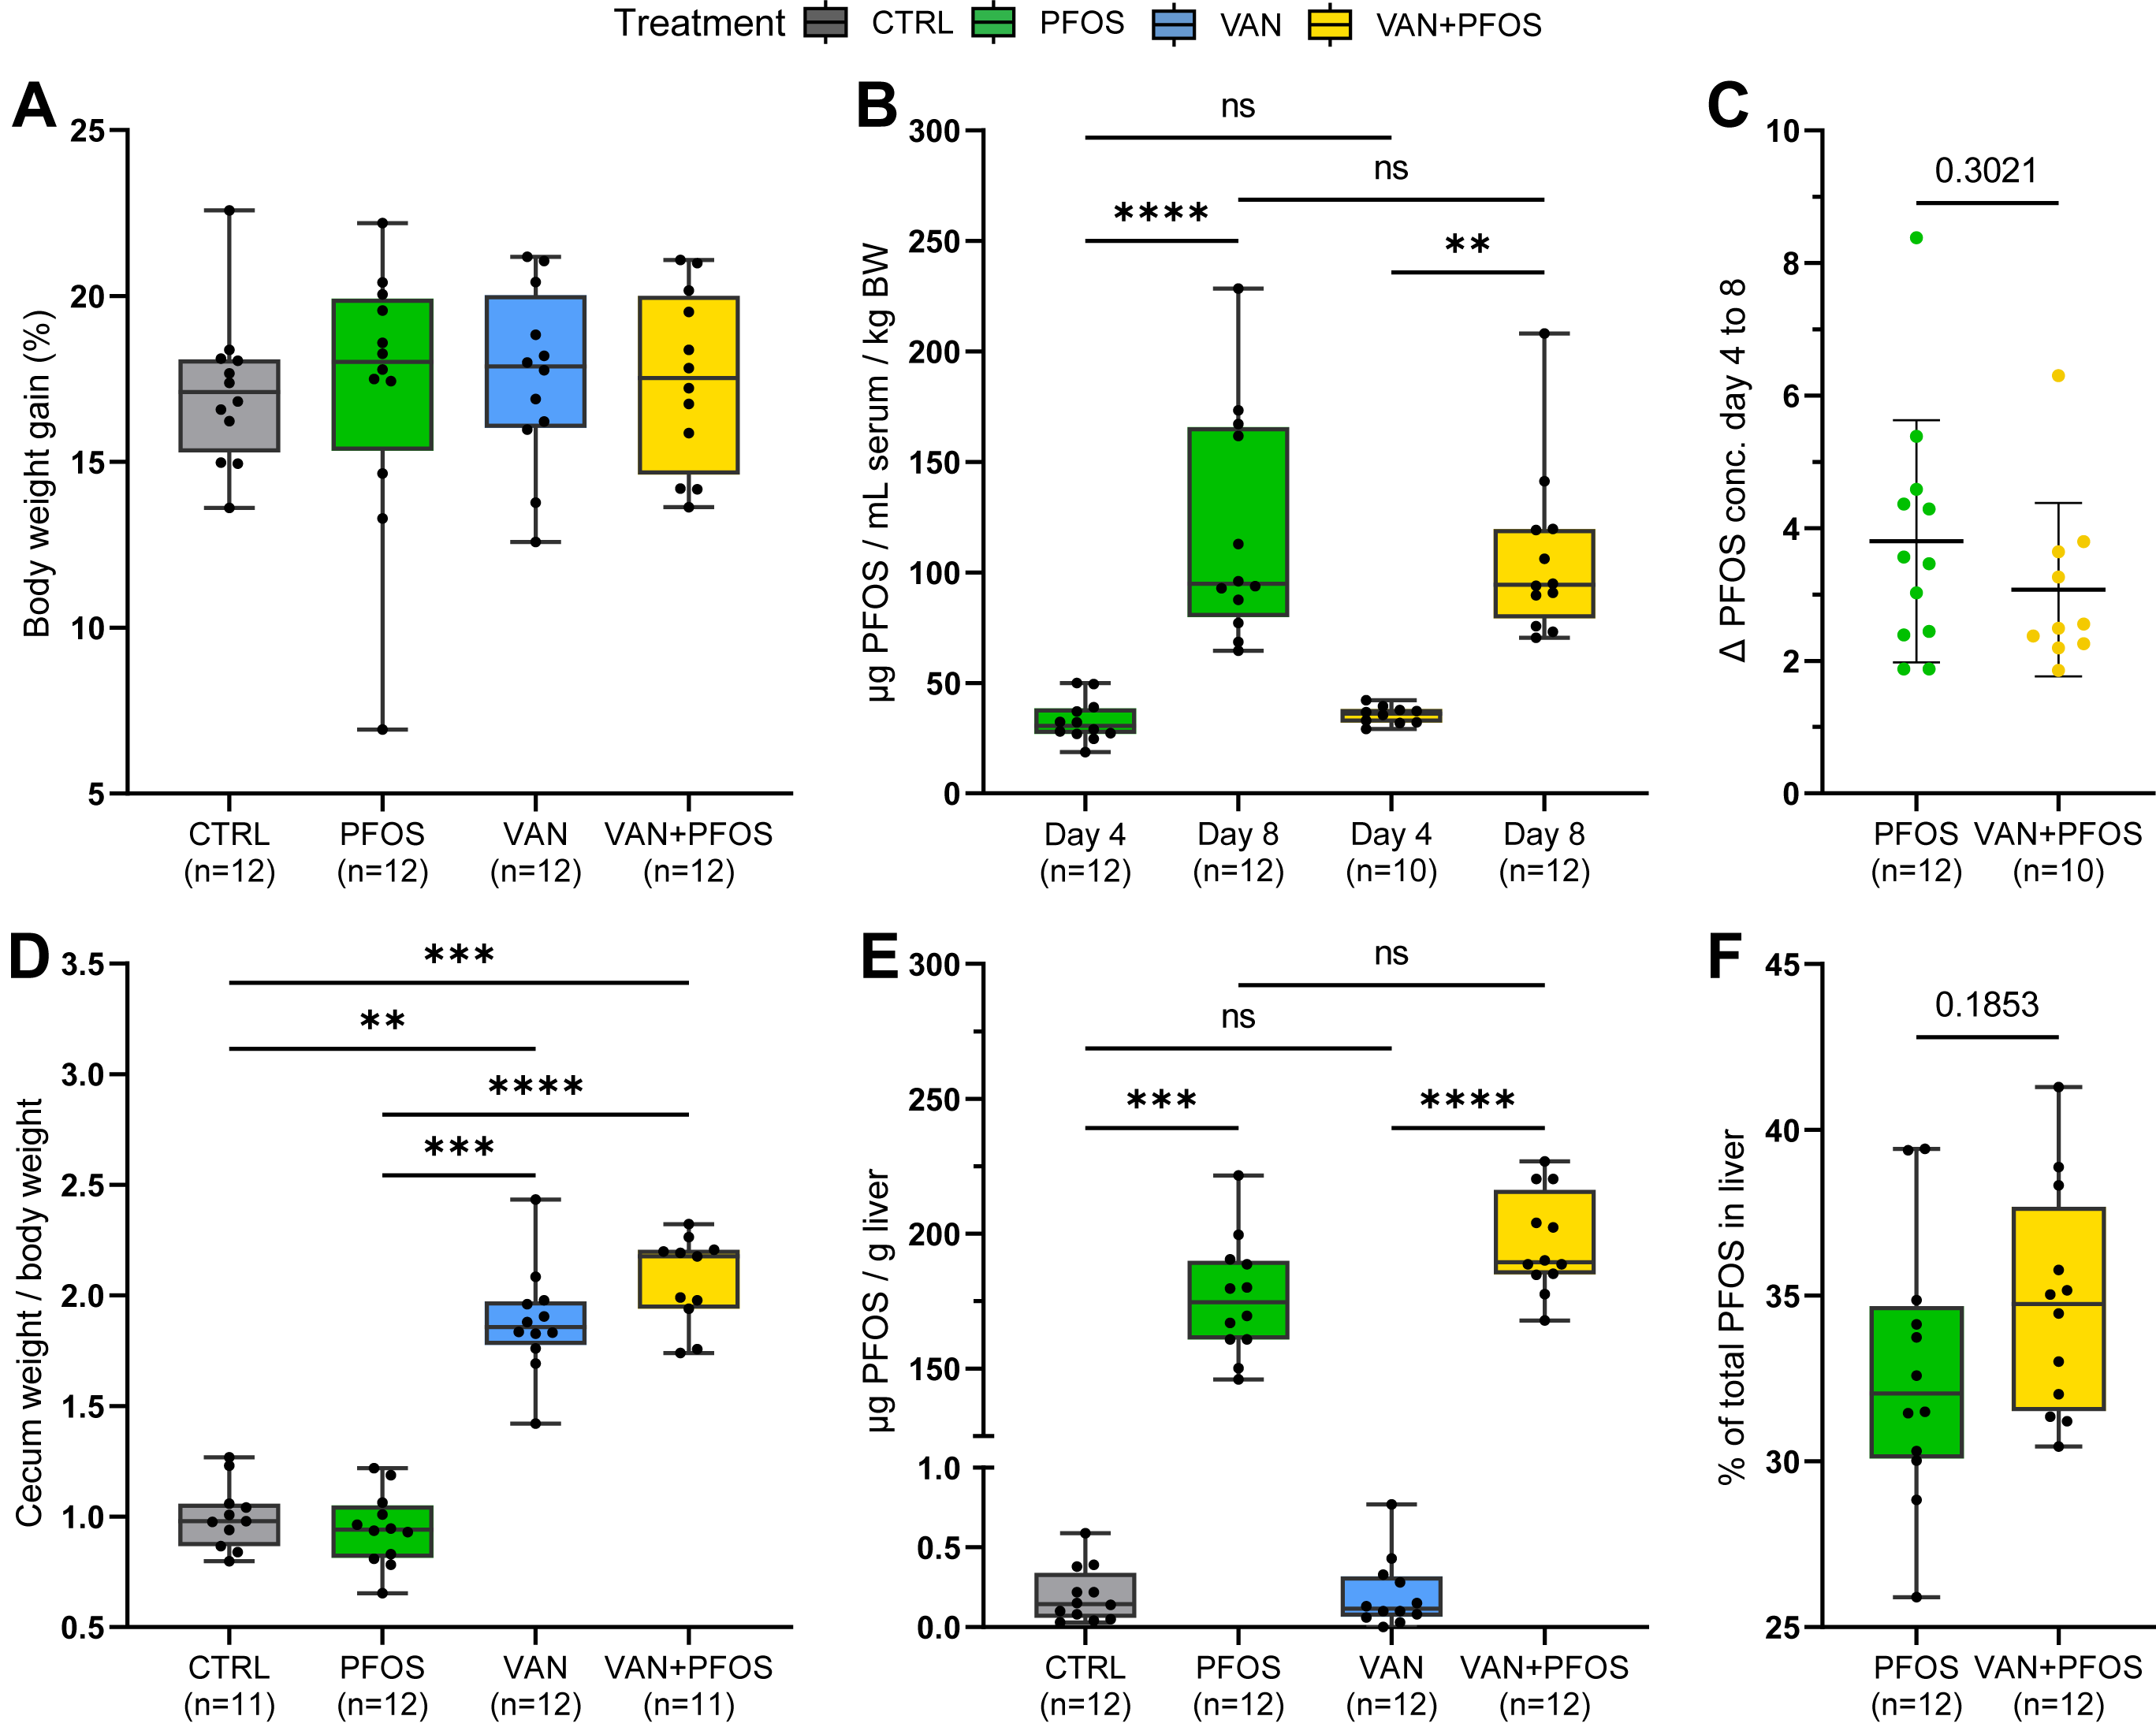 Treatment CTRL PFOS VAN VAN+PFOS
A
Body weight gain (%)
25
20
15
10
5
CTRL PFOS VAN VAN+PFOS
(n=12) (n=12) (n=12) (n=12)
B
µg PFOS / mL serum / kg BW
300
250
200
150
100
50
0
ns
ns
****
**
Day 4 Day 8 Day 4 Day 8
(n=12) (n=12) (n=10) (n=12)
C
Δ PFOS conc. day 4 to 8
10
8
6
4
2
0
0.3021
PFOS VAN+PFOS
(n=12) (n=10)
D
Cecum weight / body weight
3.5
3.0
2.5
2.0
1.5
1.0
0.5
***
**
****
***
CTRL PFOS VAN VAN+PFOS
(n=11) (n=12) (n=12) (n=11)
E
µg PFOS / g liver
300
250
200
150
1.0
0.5
0.0
ns
ns
*** ****
CTRL PFOS VAN VAN+PFOS
(n=12) (n=12) (n=12) (n=12)
F
% of total PFOS in liver
45
40
35
30
25
0.1853
PFOS VAN+PFOS
(n=12) (n=12)